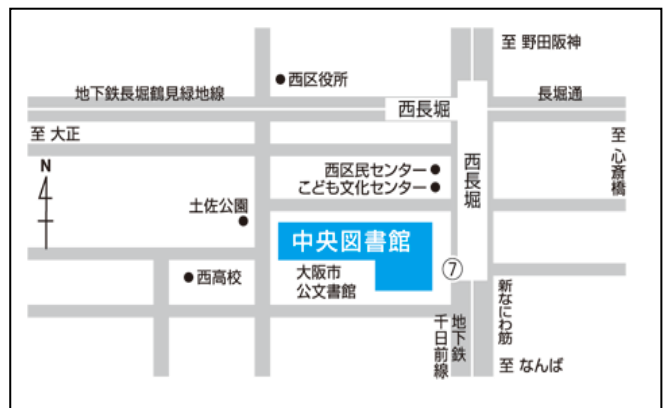 至 野田阪神
●西区役所
地下鉄長堀鶴見緑地線
長堀通
西長堀
至 大正
至 心斎橋
N
西区民センター●
こども文化センター●
西長堀
土佐公園
●
中央図書館
●西高校
大阪市
公文書館
⑦
新なにわ筋
地下鉄
千日前線
至 なんば